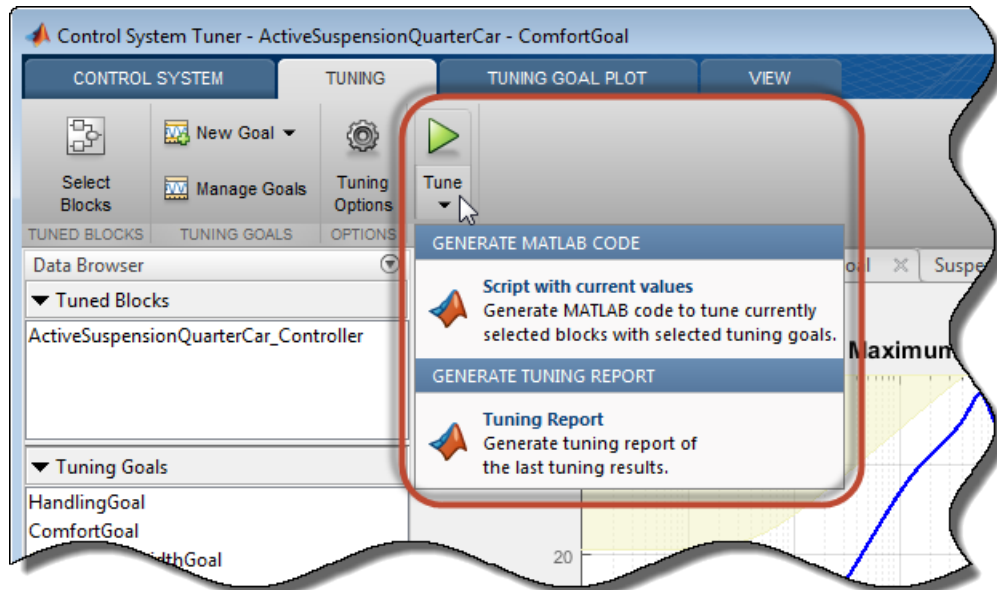 Control System Tuner - ActiveSuspensionQuarterCar - ComfortGoal
CONTROL SYSTEM
TUNING
TUNING GOAL PLOT
VIEW
Select
Blocks
New Goal
Manage Goals
Tuning
Options
Tune
TUNED BLOCKS
TUNING GOALS
OPTIONS
GENERATE MATLAB CODE
Script with current values
Generate MATLAB code to tune currently
selected blocks with selected tuning goals.
GENERATE TUNING REPORT
Tuning Report
Generate tuning report of
the last tuning results.
Data Browser
Tuned Blocks
ActiveSuspensionQuarterCar_Controller
Tuning Goals
HandlingGoal
ComfortGoal
idthGoal
oal
Suspe
Maximum
20